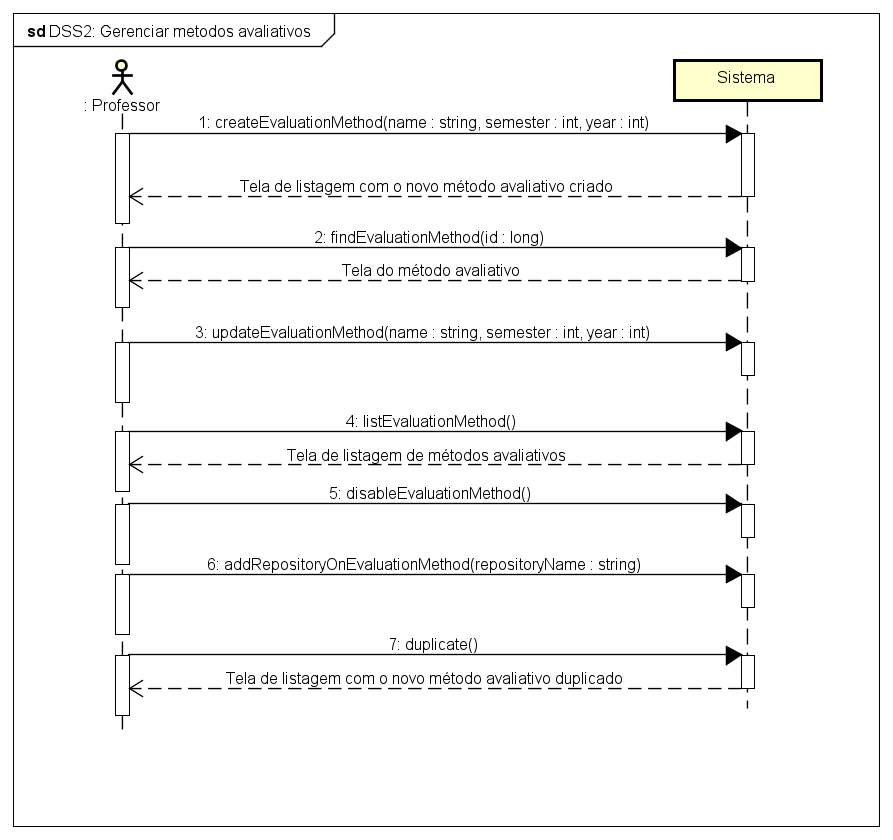 sd DSS2: Gerenciar metodos avaliativos
: Professor
Sistema
1: createEvaluationMethod(name : string, semester : int, year : int)
Tela de listagem com o novo método avaliativo criado
2: findEvaluationMethod(id : long)
Tela do método avaliativo
3: updateEvaluationMethod(name : string, semester : int, year : int)
4: listEvaluationMethod()
Tela de listagem de métodos avaliativos
5: disableEvaluationMethod()
6: addRepositoryOnEvaluationMethod(repositoryName : string)
7: duplicate()
Tela de listagem com o novo método avaliativo duplicado